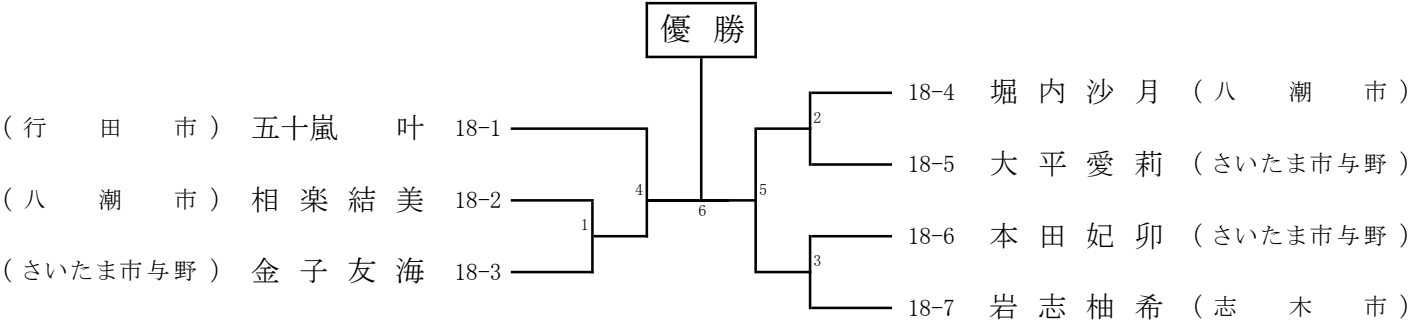 優 勝
( 行 田 市 ) 五十嵐 叶 18-1
( 八 潮 市 ) 相 楽 結 美 18-2
( さいたま市与野 ) 金 子 友 海 18-3
1
4
6
5
2
3
18-4 堀 内 沙 月 ( 八 潮 市 )
18-5 大 平 愛 莉 ( さいたま市与野 )
18-6 本 田 妃 卯 ( さいたま市与野 )
18-7 岩 志 柚 希 ( 志 木 市 )